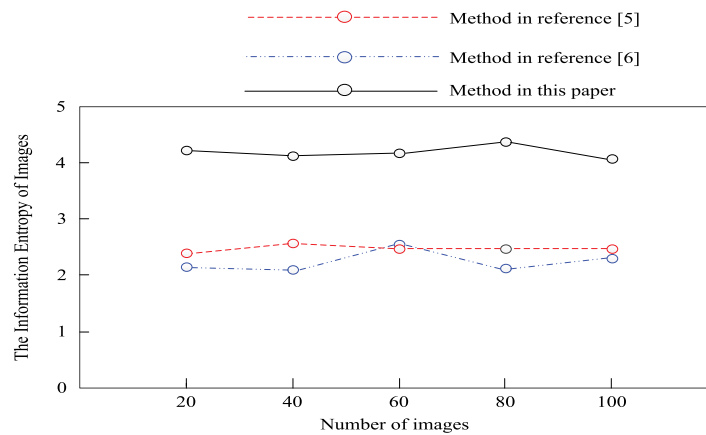 Method in reference [5]
Method in reference [6]
Method in this paper
The Information Entropy of Images
5
4
3
2
1
0
20 40 60 80 100
Number of images